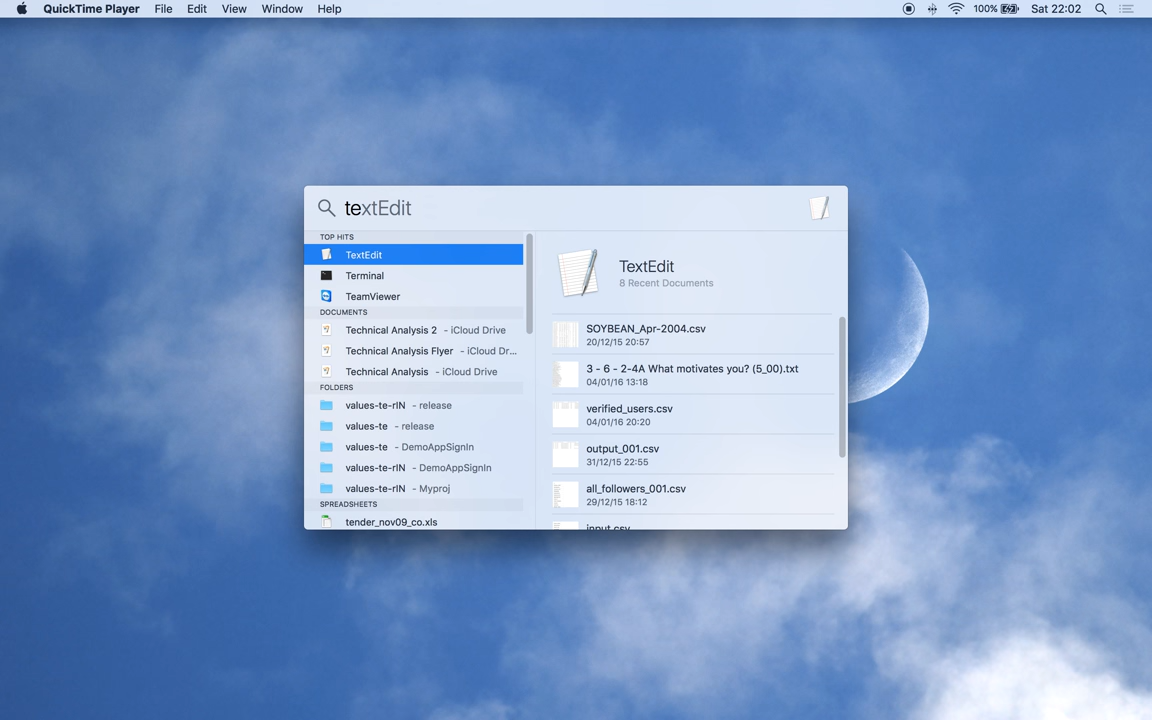 QuickTime Player File Edit View Window Help 100% Sat 22:02
textEdit
TOP HITS
TextEdit
Terminal
TeamViewer
DOCUMENTS
Technical Analysis 2 - iCloud Drive
Technical Analysis Flyer - iCloud Dr...
Technical Analysis - iCloud Drive
FOLDERS
values-te-rIN - release
values-te - release
values-te - DemoAppSignIn
values-te-rIN - DemoAppSignIn
values-te-rIN - Myproj
SPREADSHEETS
tender_nov09_co.xls
TextEdit
8 Recent Documents
SOYBEAN_Apr-2004.csv
20/12/15 20:57
3 - 6 - 2-4A What motivates you? (5_00).txt
04/01/16 13:18
verified_users.csv
04/01/16 20:20
output_001.csv
31/12/15 22:55
all_followers_001.csv
29/12/15 18:12
input.csv